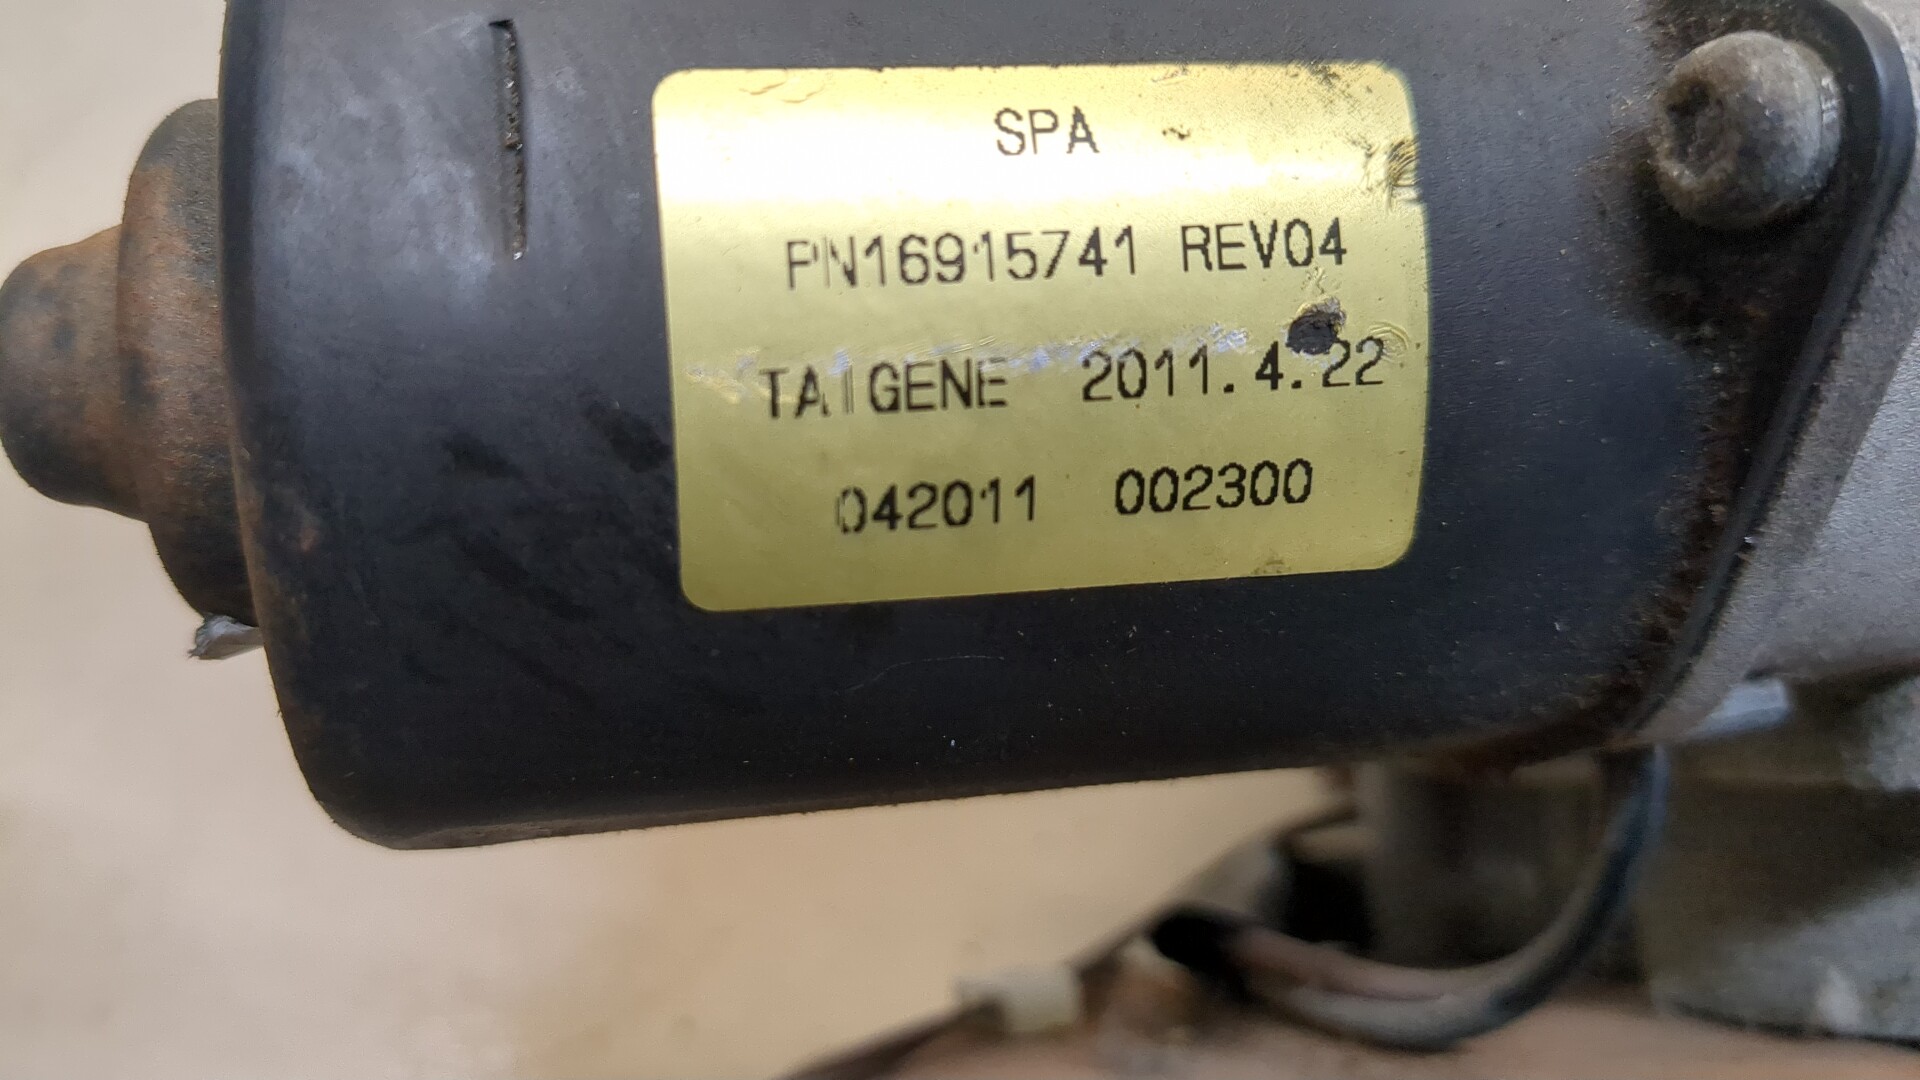 SPA
PN16915741 REV04
TAIGENE 2011.4.22
042011 002300